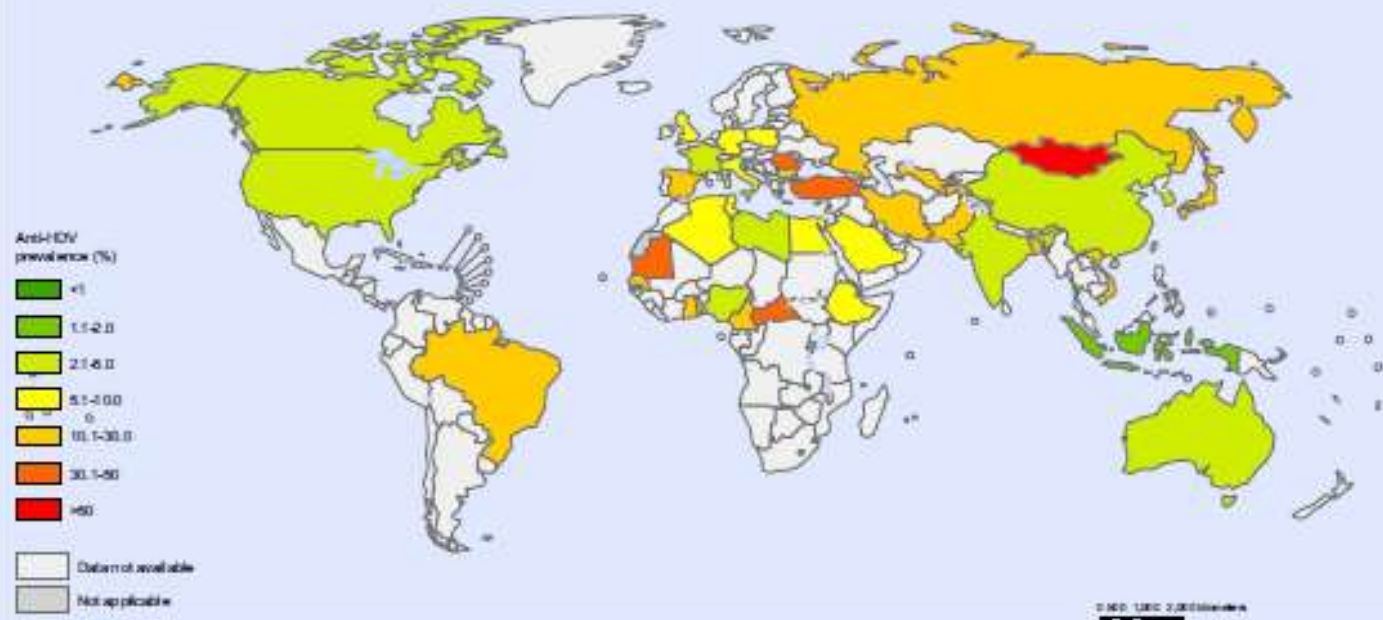 Anti-HDV
prevalence (%)
<1
1.1-2.0
2.1-5.0
5.1-10.0
10.1-30.0
30.1-60
>60
Data not available
Not applicable